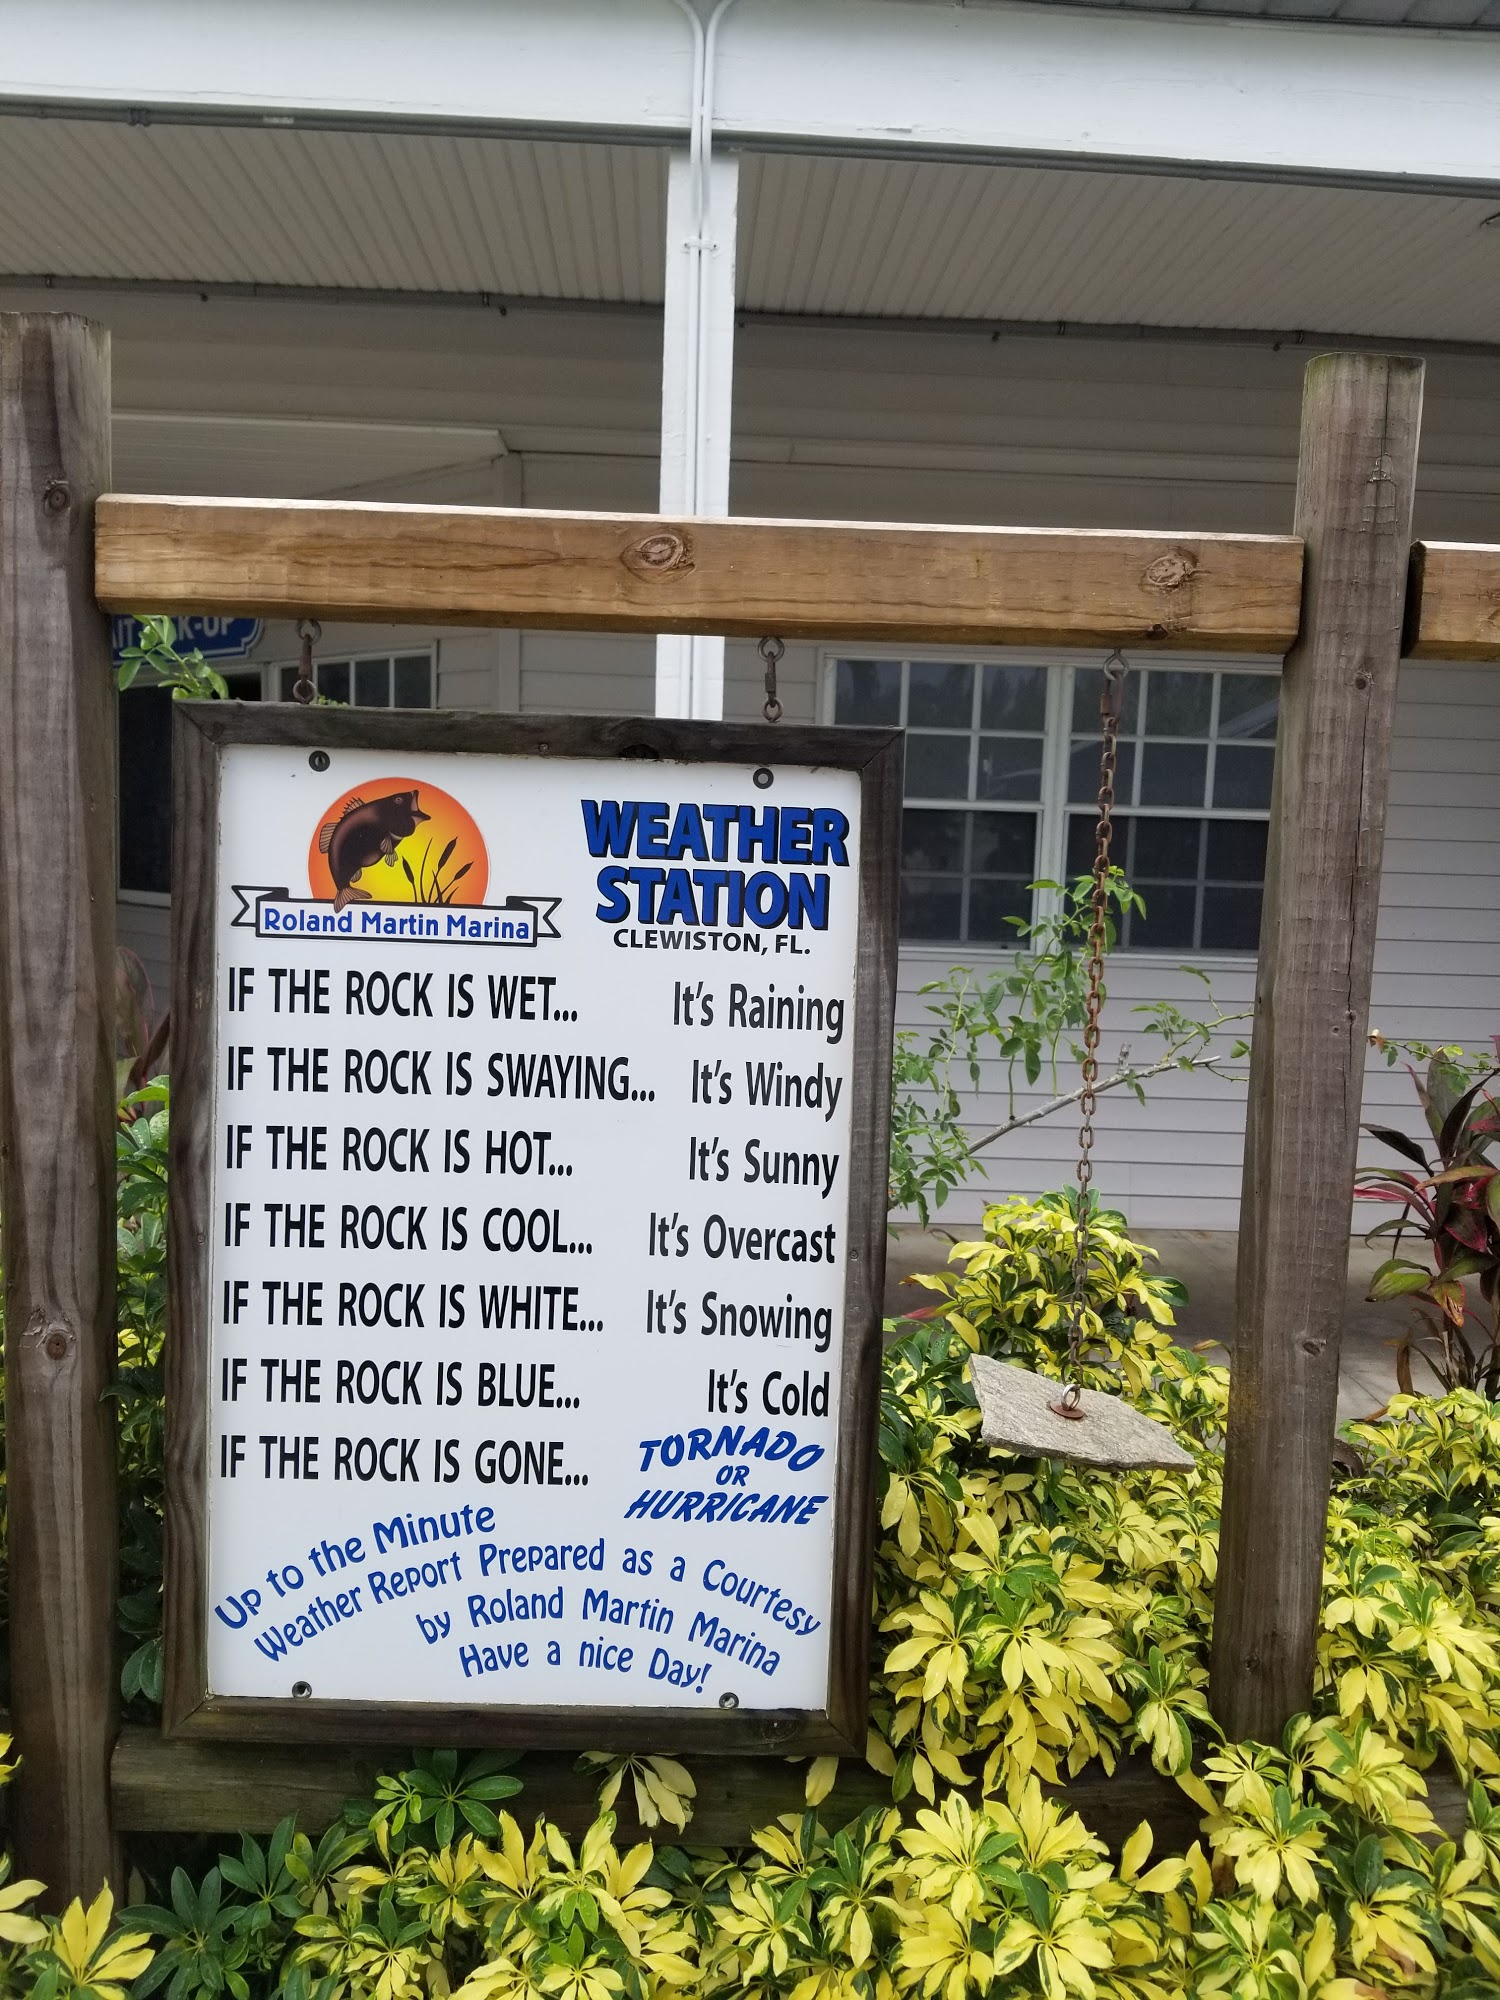 K-UP
Roland Martin Marina
WEATHER
STATION
CLEWISTON, FL.
IF THE ROCK IS WET... It's Raining
IF THE ROCK IS SWAYING... It's Windy
IF THE ROCK IS HOT... It's Sunny
IF THE ROCK IS COOL... It's Overcast
IF THE ROCK IS WHITE... It's Snowing
IF THE ROCK IS BLUE... It's Cold
IF THE ROCK IS GONE... TORNADO
OR
HURRICANE
Up to the Minute
Weather Report Prepared as a Courtesy
by Roland Martin Marina
Have a nice Day!